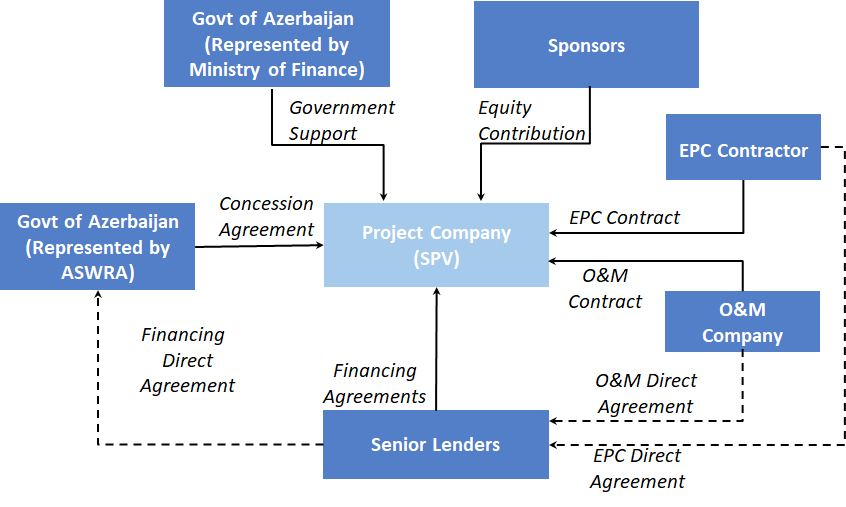 Govt of Azerbaijan
(Represented by
Ministry of Finance)
Sponsors
Government
Support
Equity
Contribution
EPC Contractor
Concession
Agreement
Govt of Azerbaijan
(Represented by
ASWRA)
Project Company
(SPV)
EPC Contract
O&M
Contract
O&M
Company
Financing
Direct
Agreement
Financing
Agreements
O&M Direct
Agreement
Senior Lenders
EPC Direct
Agreement